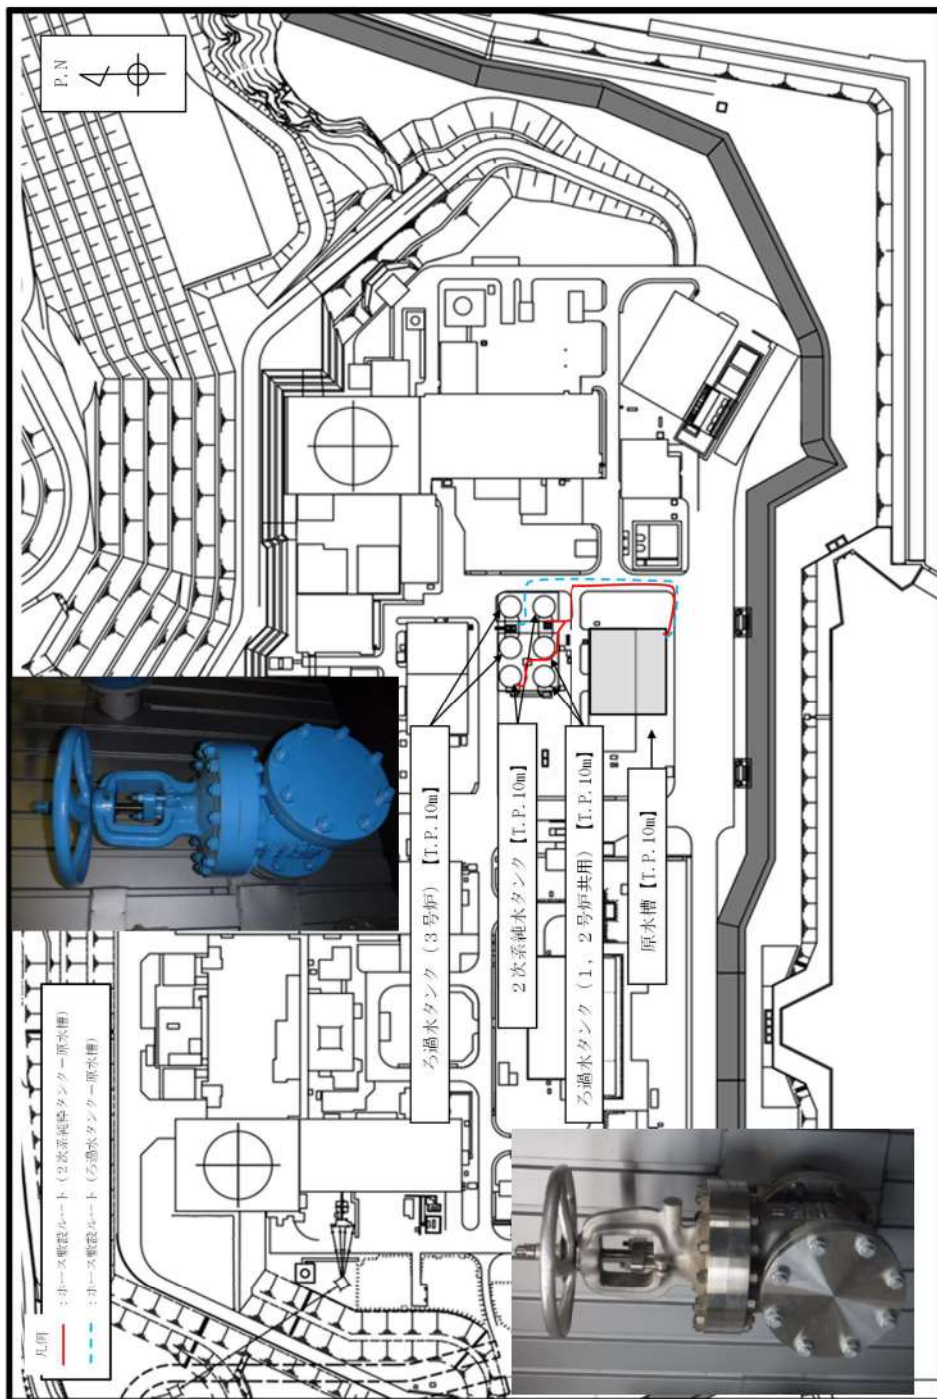 P.N
凡例
：ホース敷設ルート（2次系純粋タンクー原水槽）
：ホース敷設ルート（ろ過水タンクー原水槽）
ろ過水タンク（3号炉）【T.P.10m】
2次系純水タンク【T.P.10m】
ろ過水タンク（1，2号炉共用）【T.P.10m】
原水槽【T.P.10m】